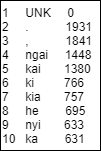 1 UNK 0
2 . 1931
3 , 1841
4 ngai 1448
5 kai 1380
6 ki 766
7 kia 757
8 he 695
9 nyi 633
10 ka 631